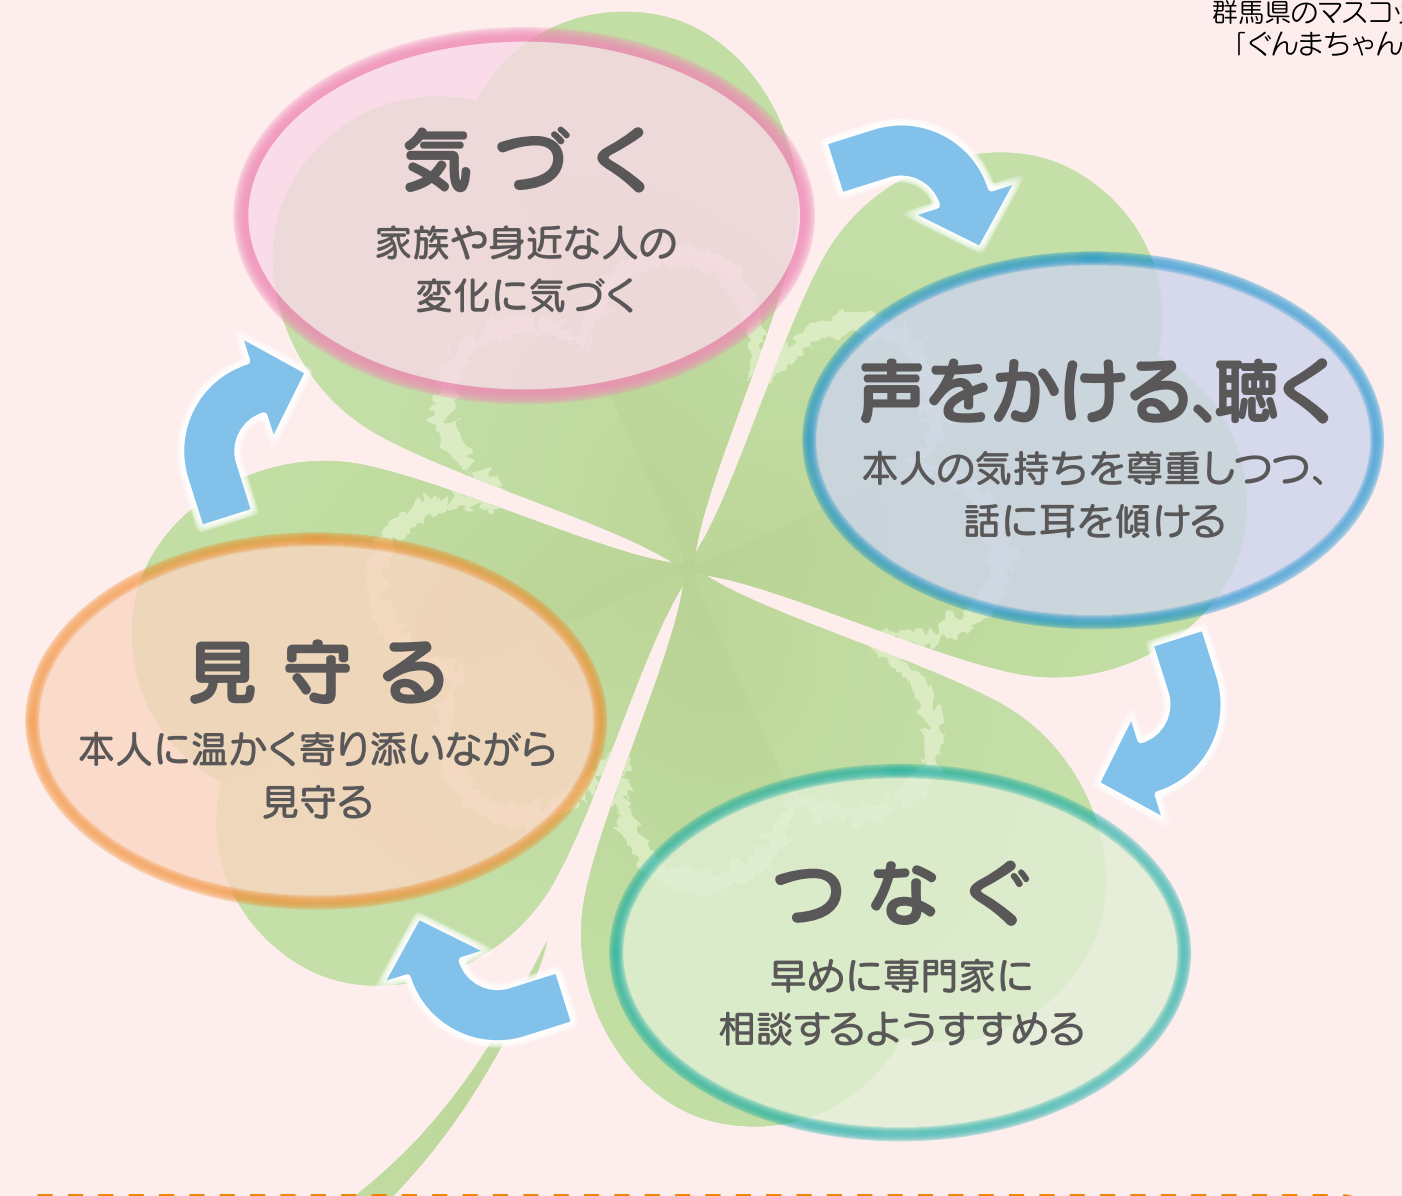 群馬県のマスコッ
「ぐんまちゃん
気づく
家族や身近な人の
変化に気づく
声をかける、聴く
本人の気持ちを尊重しつつ、
話に耳を傾ける
見守る
本人に温かく寄り添いながら
見守る
つなぐ
早めに専門家に
相談するようすすめる